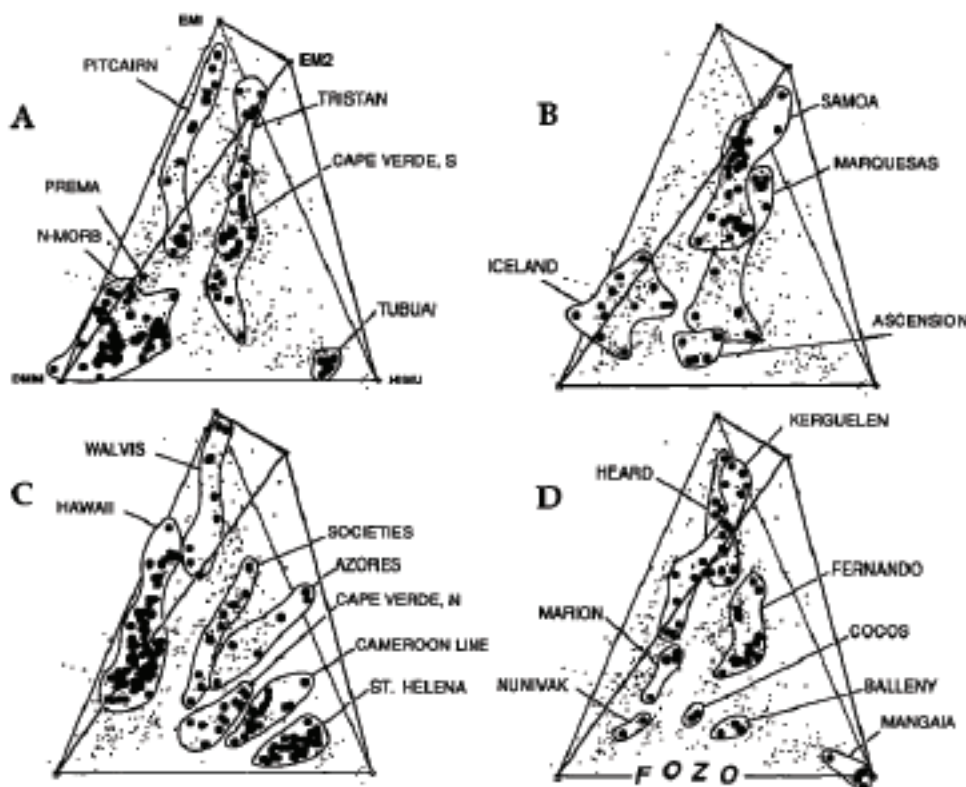 EMI
EM2
PITCAIRN
A
TRISTAN
CAPE VERDE, S
PREMA
N-MORB
TUBUAI
DMM
HIMU
B
SAMOA
MARQUESAS
ICELAND
ASCENSION
WALVIS
C
HAWAII
SOCIETIES
AZORES
CAPE VERDE, N
CAMEROON LINE
ST. HELENA
KERGUELEN
HEARD
D
FERNANDO
MARION
COCOS
NUNIVAK
BALLENY
MANGAIA
FOZO